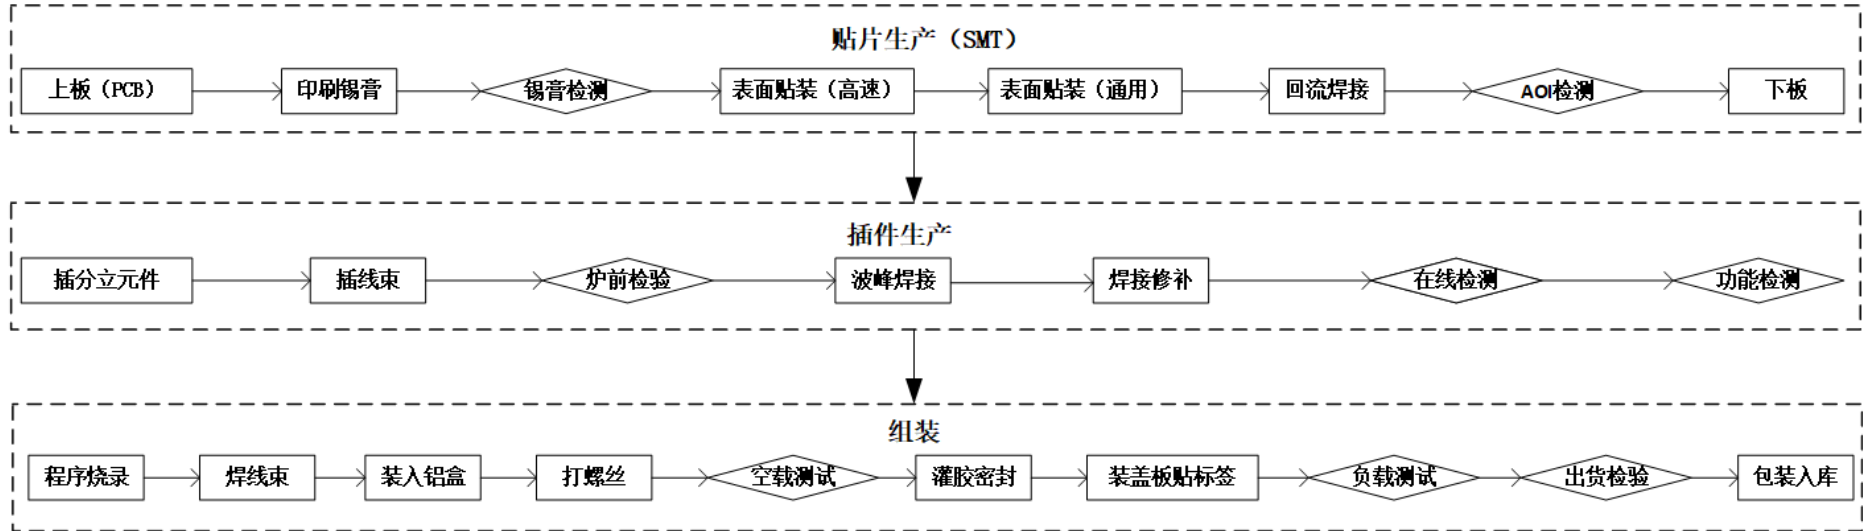 贴片生产（SMT）
上板（PCB）
印刷锡膏
锡膏检测
表面贴装（高速）
表面贴装（通用）
回流焊接
AOI检测
下板
插件生产
插分立元件
插线束
炉前检验
波峰焊接
焊接修补
在线检测
功能检测
组装
程序烧录
焊线束
装入铝盒
打螺丝
空载测试
灌胶密封
装盖板贴标签
负载测试
出货检验
包装入库